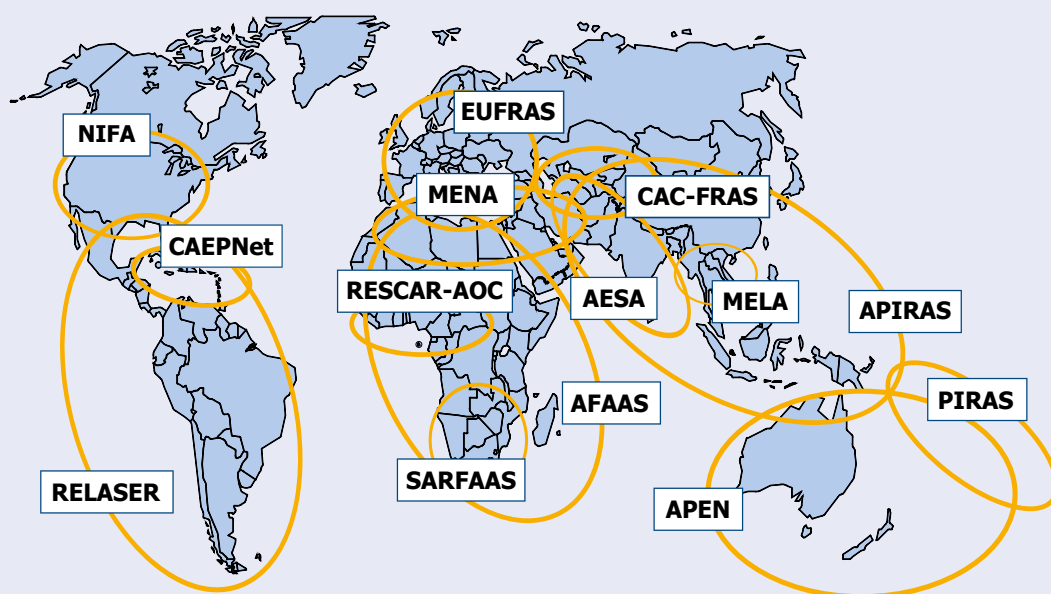 EUFRAS
NIFA
MENA
CAC-FRAS
CAEPNet
RESCAR-AOC
AESA
MELA
APIRAS
AFAAS
PIRAS
SARFAAS
RELASER
APEN